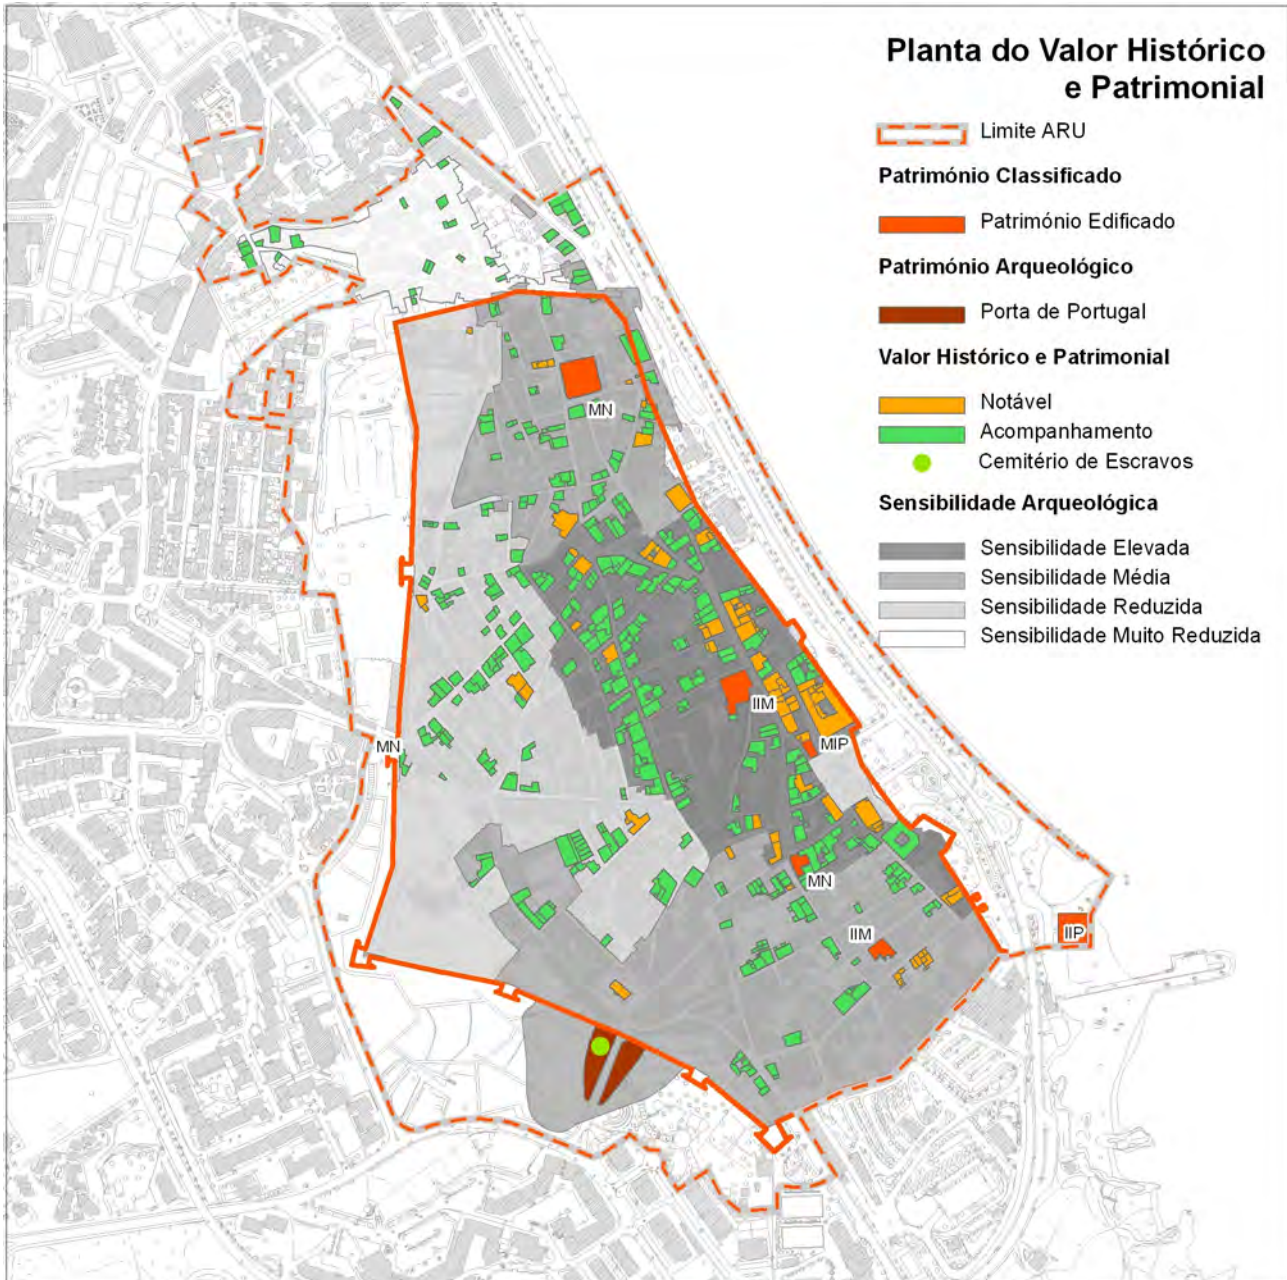 Planta do Valor Histórico
e Patrimonial
Limite ARU
Património Classificado
Património Edificado
Património Arqueológico
Porta de Portugal
Valor Histórico e Patrimonial
Notável
Acompanhamento
Cemitério de Escravos
Sensibilidade Arqueológica
Sensibilidade Elevada
Sensibilidade Média
Sensibilidade Reduzida
Sensibilidade Muito Reduzida
MN
IIM
MIP
MN
MN
IIM
IIP